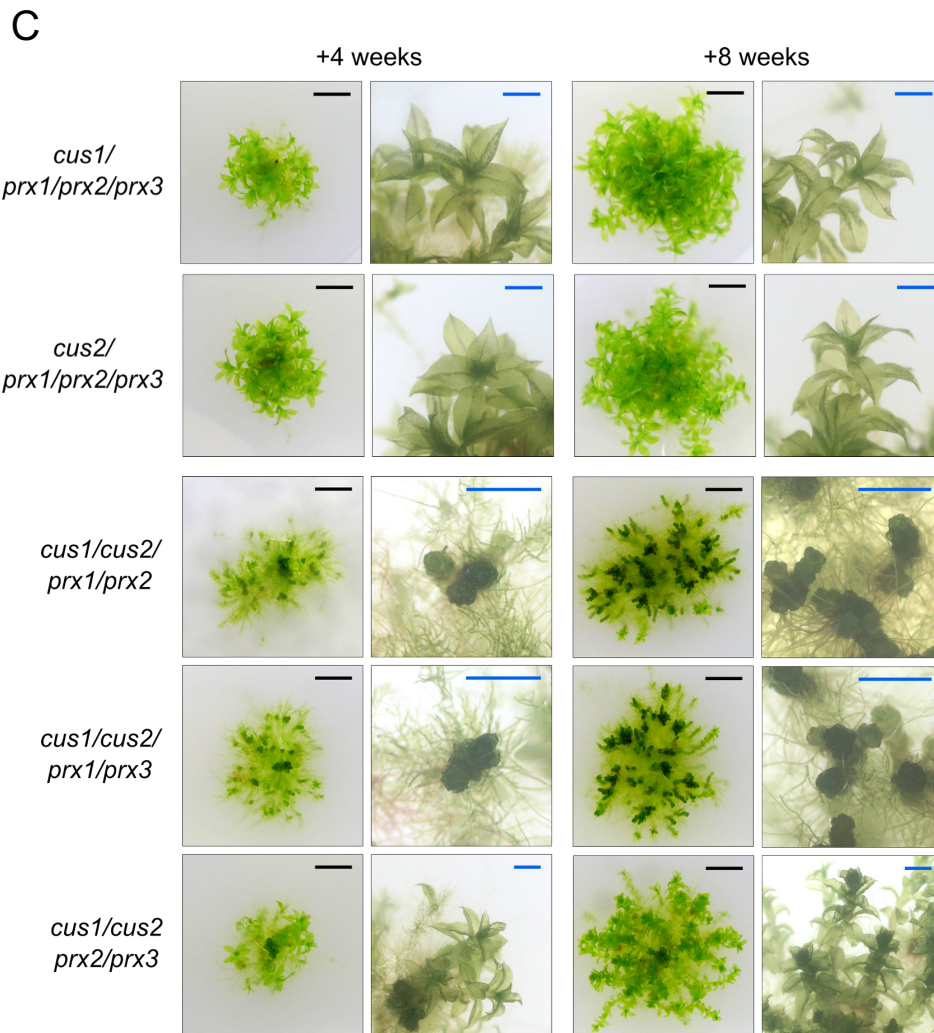 C
+4 weeks
+8 weeks
cus1/
prx1/prx2/prx3
cus2/
prx1/prx2/prx3
cus1/cus2/
prx1/prx2
cus1/cus2/
prx1/prx3
cus1/cus2
prx2/prx3